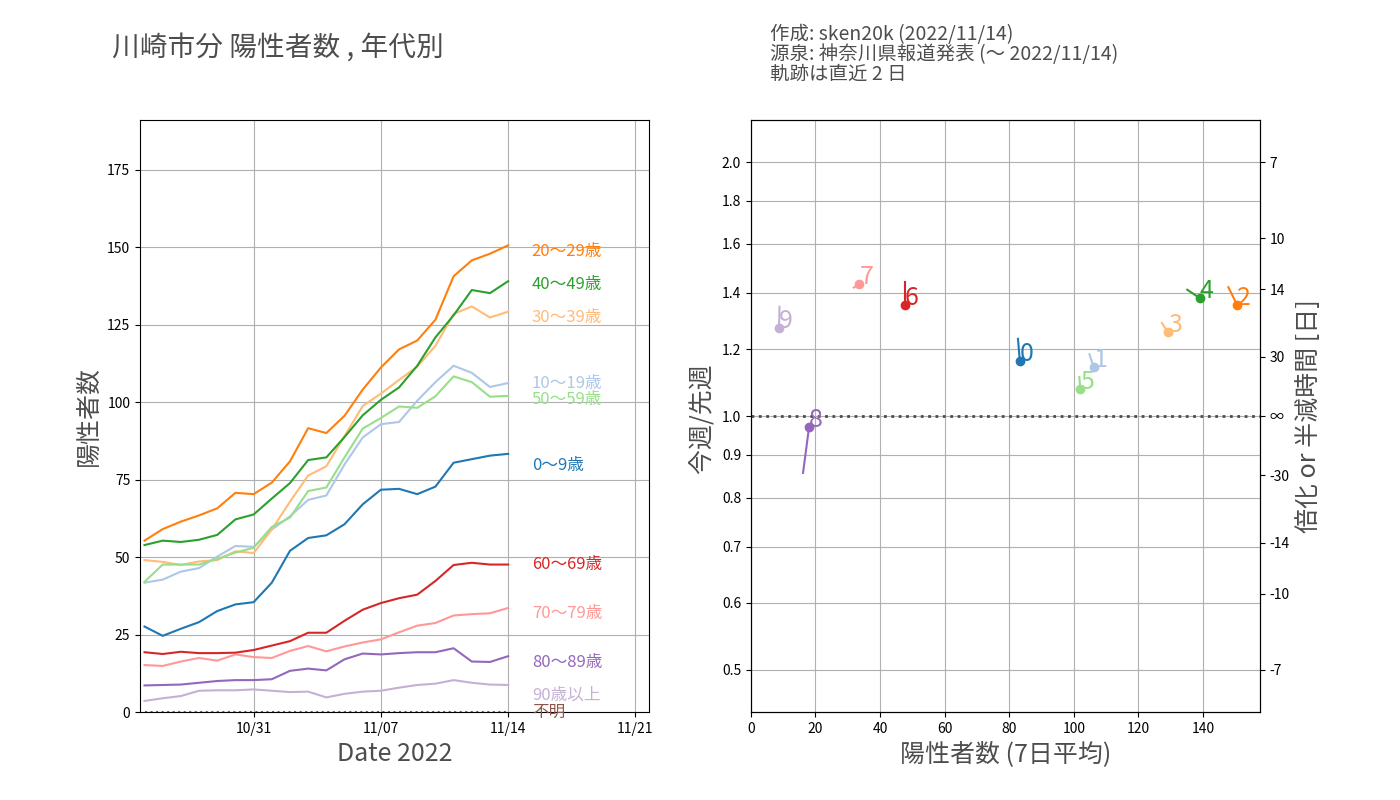 川崎市分 陽性者数 , 年代別
作成: sken20k (2022/11/14)
源泉: 神奈川県報道発表 (〜 2022/11/14)
軌跡は直近 2 日
陽性者数
175
150
125
100
75
50
25
0
20〜29歳
40〜49歳
30〜39歳
10〜19歳
50〜59歳
0〜9歳
60〜69歳
70〜79歳
80〜89歳
90歳以上
不明
10/31
11/07
11/14
11/21
Date 2022
今週/先週
2.0
1.8
1.6
1.4
1.2
1.0
0.9
0.8
0.7
0.6
0.5
7
4
6
2
9
3
0
1
5
8
7
10
14
30
∞
-30
-14
-10
-7
倍化 or 半減時間 [日]
0
20
40
60
80
100
120
140
陽性者数 (7日平均)